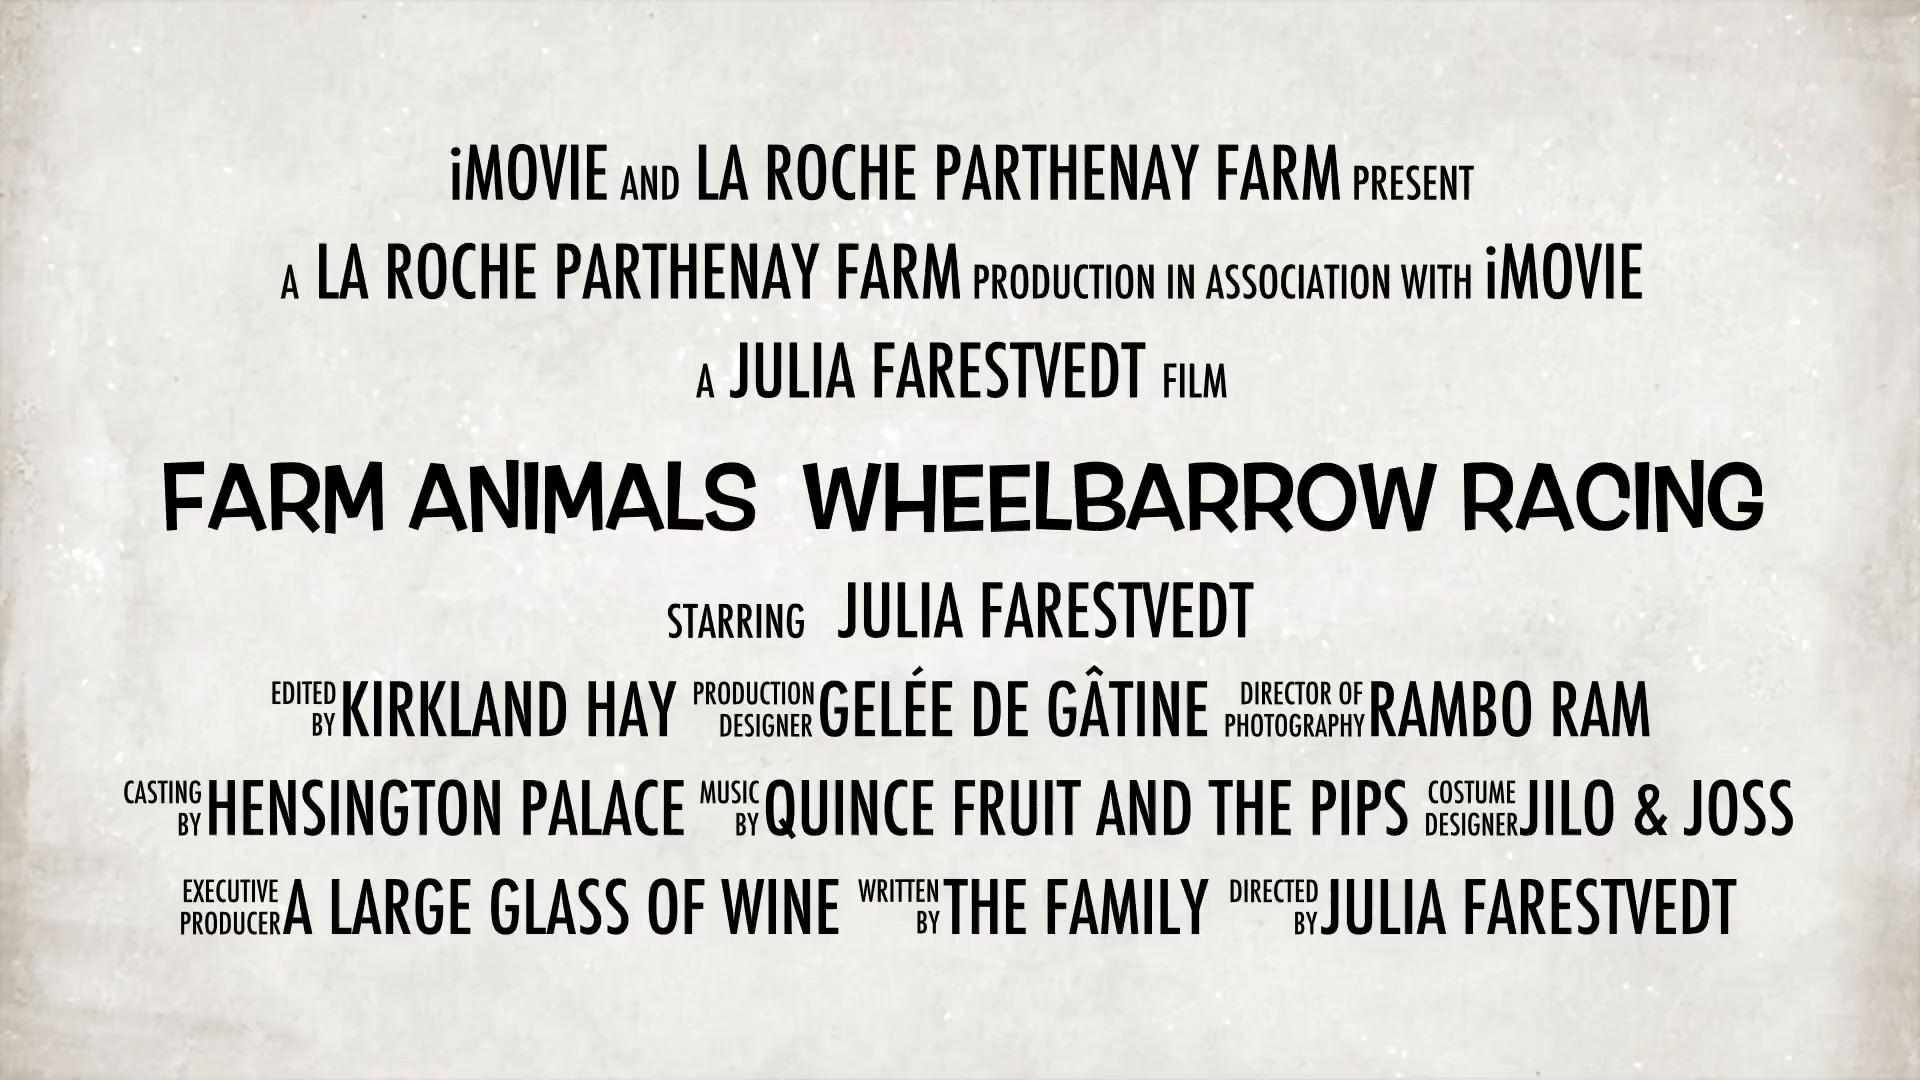 iMOVIE AND LA ROCHE PARTHENAY FARM PRESENT
A LA ROCHE PARTHENAY FARM PRODUCTION IN ASSOCIATION WITH iMOVIE
A JULIA FARESTVEDT FILM
FARM ANIMALS WHEELBARROW RACING
STARRING JULIA FARESTVEDT
EDITED BY KIRKLAND HAY PRODUCTION DESIGNER GELÉE DE GÂTINE DIRECTOR OF PHOTOGRAPHY RAMBO RAM
CASTING BY HENSINGTON PALACE MUSIC BY QUINCE FRUIT AND THE PIPS COSTUME DESIGNER JILO & JOSS
EXECUTIVE PRODUCER A LARGE GLASS OF WINE WRITTEN BY THE FAMILY DIRECTED BY JULIA FARESTVEDT